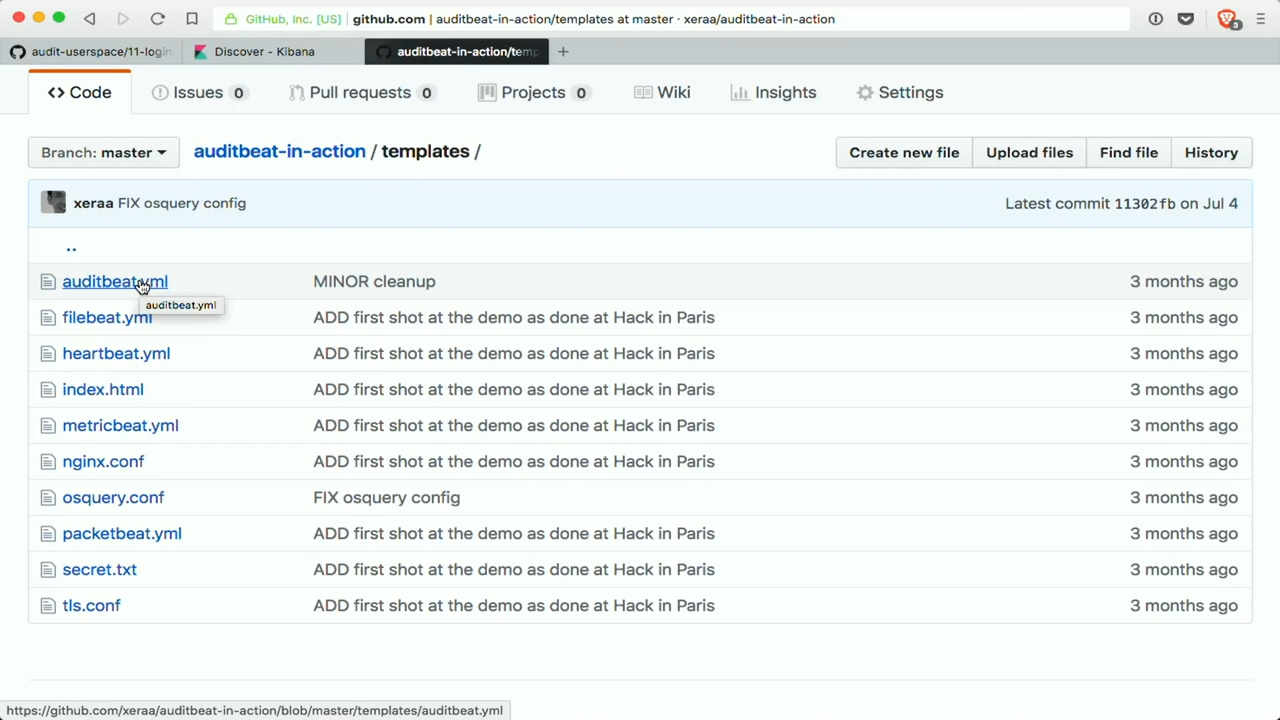 GitHub, Inc. [US] github.com | auditbeat-in-action/templates at master · xeraa/auditbeat-in-action 3
audit-userspace/11-login Discover - Kibana auditbeat-in-action/temp
Code Issues 0 Pull requests 0 Projects 0 Wiki Insights Settings
Branch: master auditbeat-in-action / templates / Create new file Upload files Find file History
xeraa FIX osquery config Latest commit 11302fb on Jul 4
..
auditbeat.yml MINOR cleanup 3 months ago
auditbeat.yml
filebeat.yml ADD first shot at the demo as done at Hack in Paris 3 months ago
heartbeat.yml ADD first shot at the demo as done at Hack in Paris 3 months ago
index.html ADD first shot at the demo as done at Hack in Paris 3 months ago
metricbeat.yml ADD first shot at the demo as done at Hack in Paris 3 months ago
nginx.conf ADD first shot at the demo as done at Hack in Paris 3 months ago
osquery.conf FIX osquery config 3 months ago
packetbeat.yml ADD first shot at the demo as done at Hack in Paris 3 months ago
secret.txt ADD first shot at the demo as done at Hack in Paris 3 months ago
tls.conf ADD first shot at the demo as done at Hack in Paris 3 months ago
https://github.com/xeraa/auditbeat-in-action/blob/master/templates/auditbeat.yml